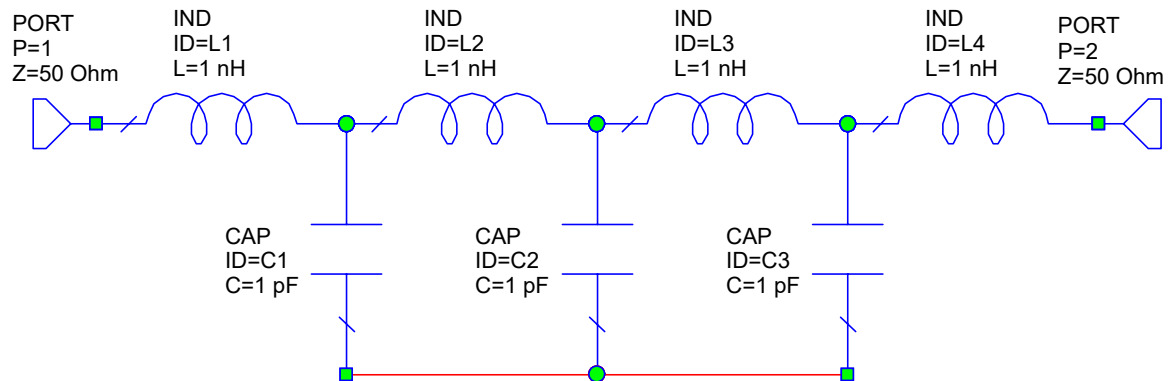 PORT
P=1
Z=50 Ohm
IND
ID=L1
L=1 nH
IND
ID=L2
L=1 nH
IND
ID=L3
L=1 nH
IND
ID=L4
L=1 nH
PORT
P=2
Z=50 Ohm
CAP
ID=C1
C=1 pF
CAP
ID=C2
C=1 pF
CAP
ID=C3
C=1 pF